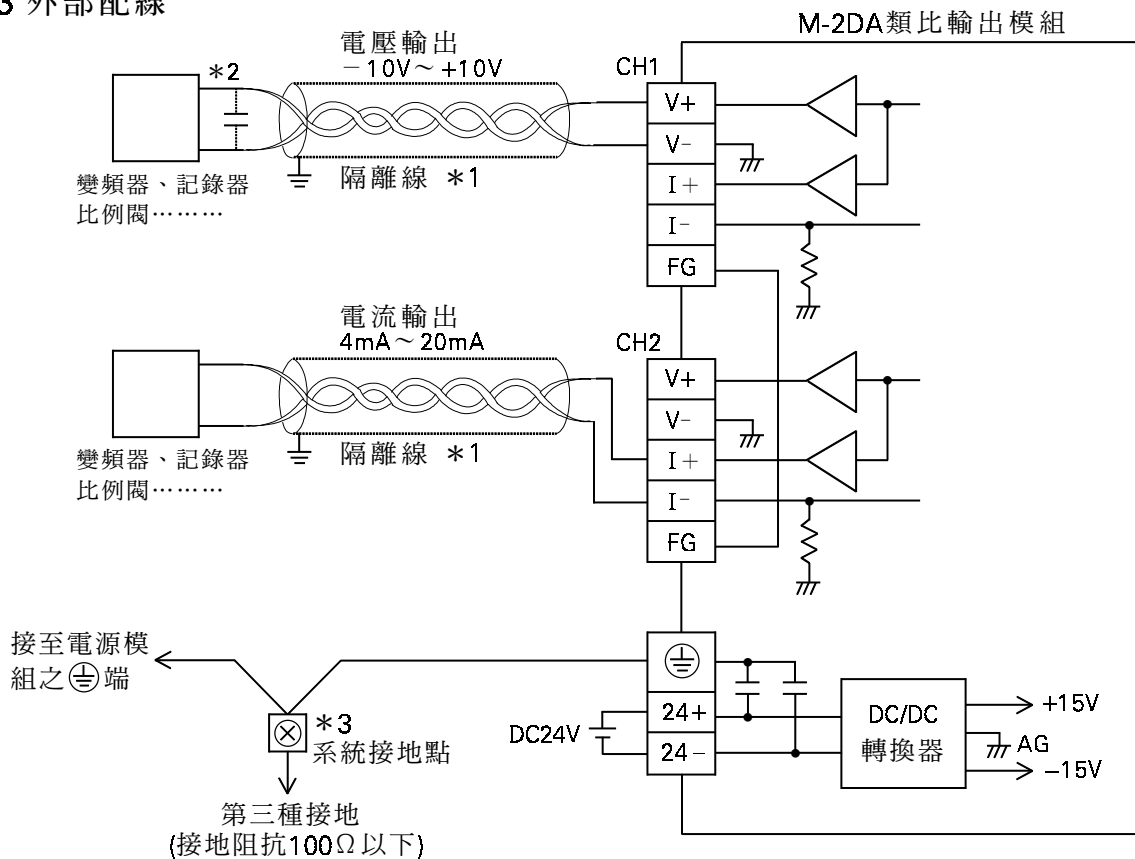 3 外部配線
M-2DA類比輸出模組
電壓輸出
－10V～+10V
CH1
*2
V+
V-
I+
I-
FG
隔離線 *1
變頻器、記錄器
比例閥………
電流輸出
4mA～20mA
CH2
V+
V-
I+
I-
FG
隔離線 *1
變頻器、記錄器
比例閥………
接至電源模
組之端
*3
系統接地點
第三種接地
(接地阻抗100Ω以下)
DC24V
24+
24-
DC/DC
轉換器
+15V
AG
-15V